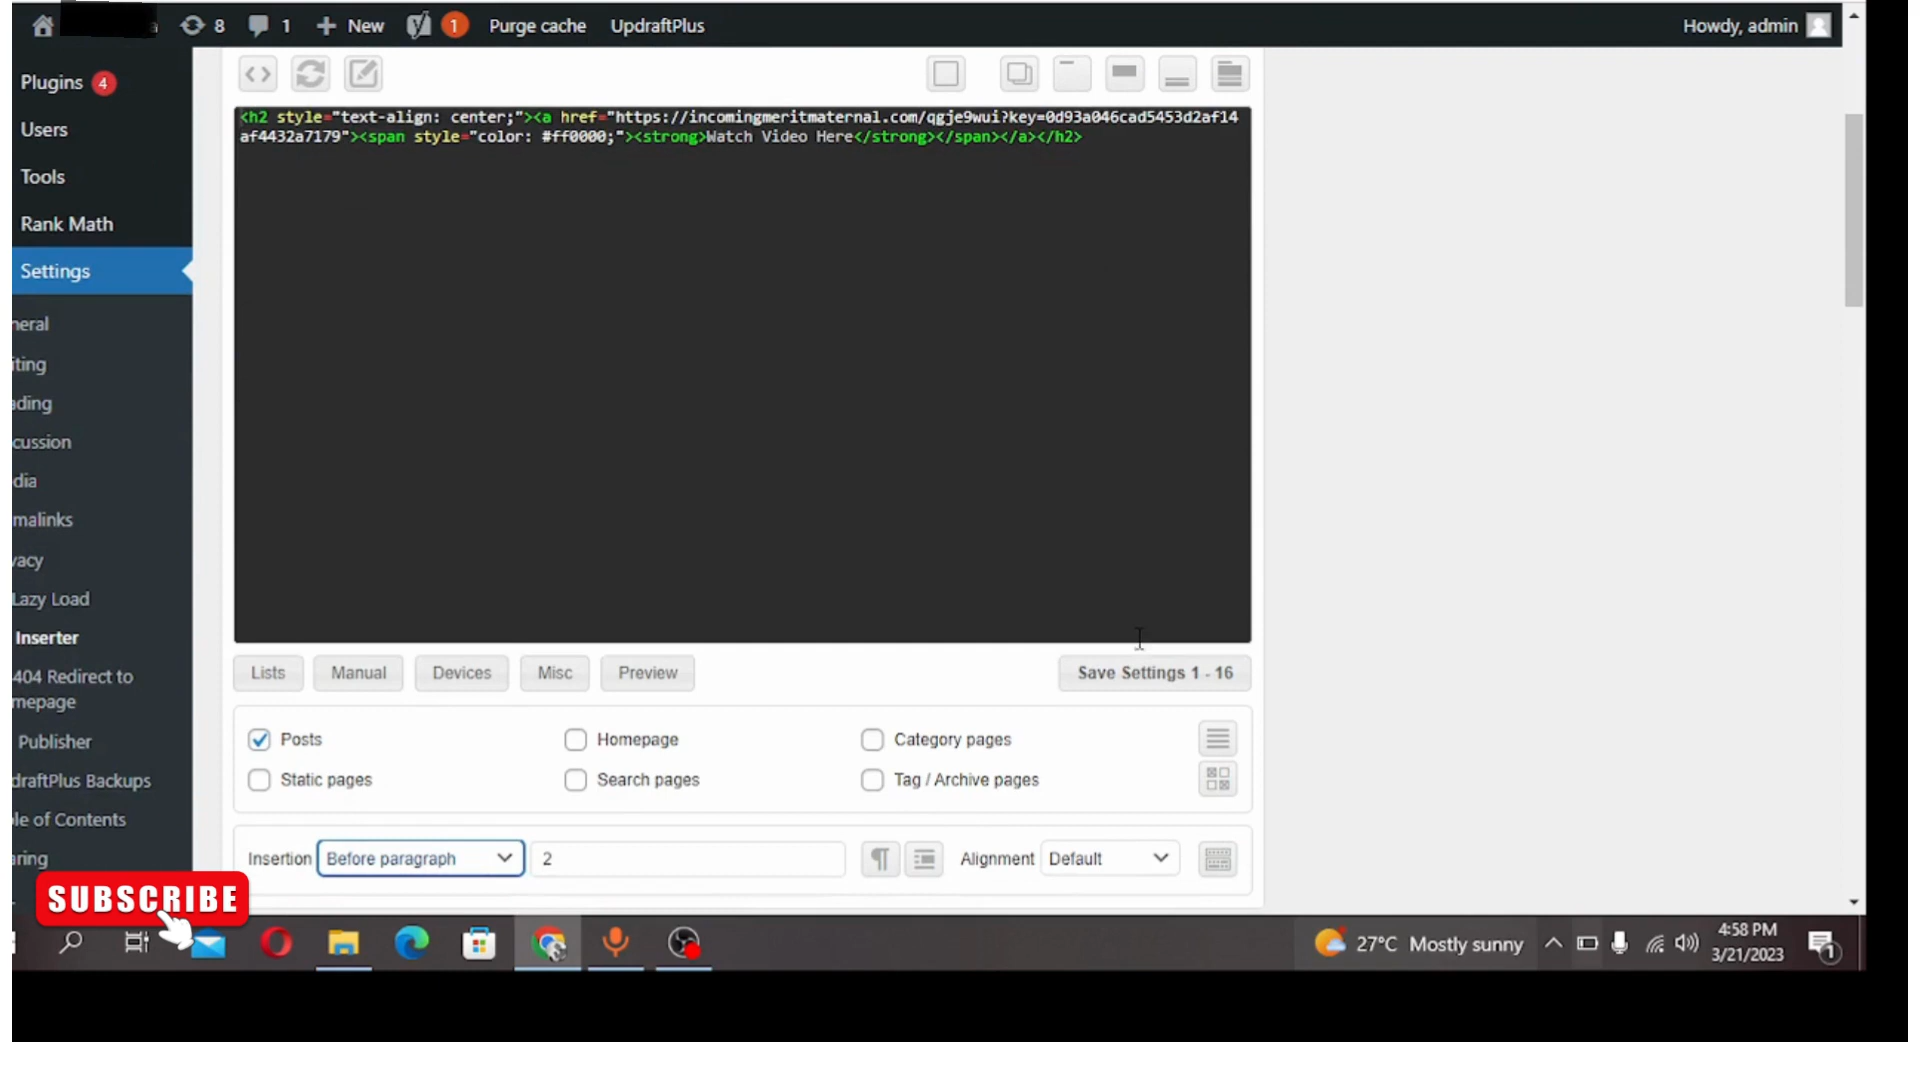 8 1 New 1 Purge cache UpdraftPlus Howdy, admin
Plugins 4
Users
Tools
Rank Math
Settings
neral
iting
ading
cussion
dia
malinks
vacy
Lazy Load
Inserter
404 Redirect to
mepage
Publisher
draftPlus Backups
le of Contents
aring
<h2 style="text-align: center;"><a href="https://incomingmeritmaternal.com/qgje9wui?key=0d93a046cad5453d2af14
af4432a7179"><span style="color: #ff0000;"><strong>Watch Video Here</strong></span></a></h2>
Lists Manual Devices Misc Preview Save Settings 1 - 16
Posts Homepage Category pages
Static pages Search pages Tag / Archive pages
Insertion Before paragraph 2 Alignment Default
SUBSCRIBE
27°C Mostly sunny 4:58 PM
3/21/2023 1